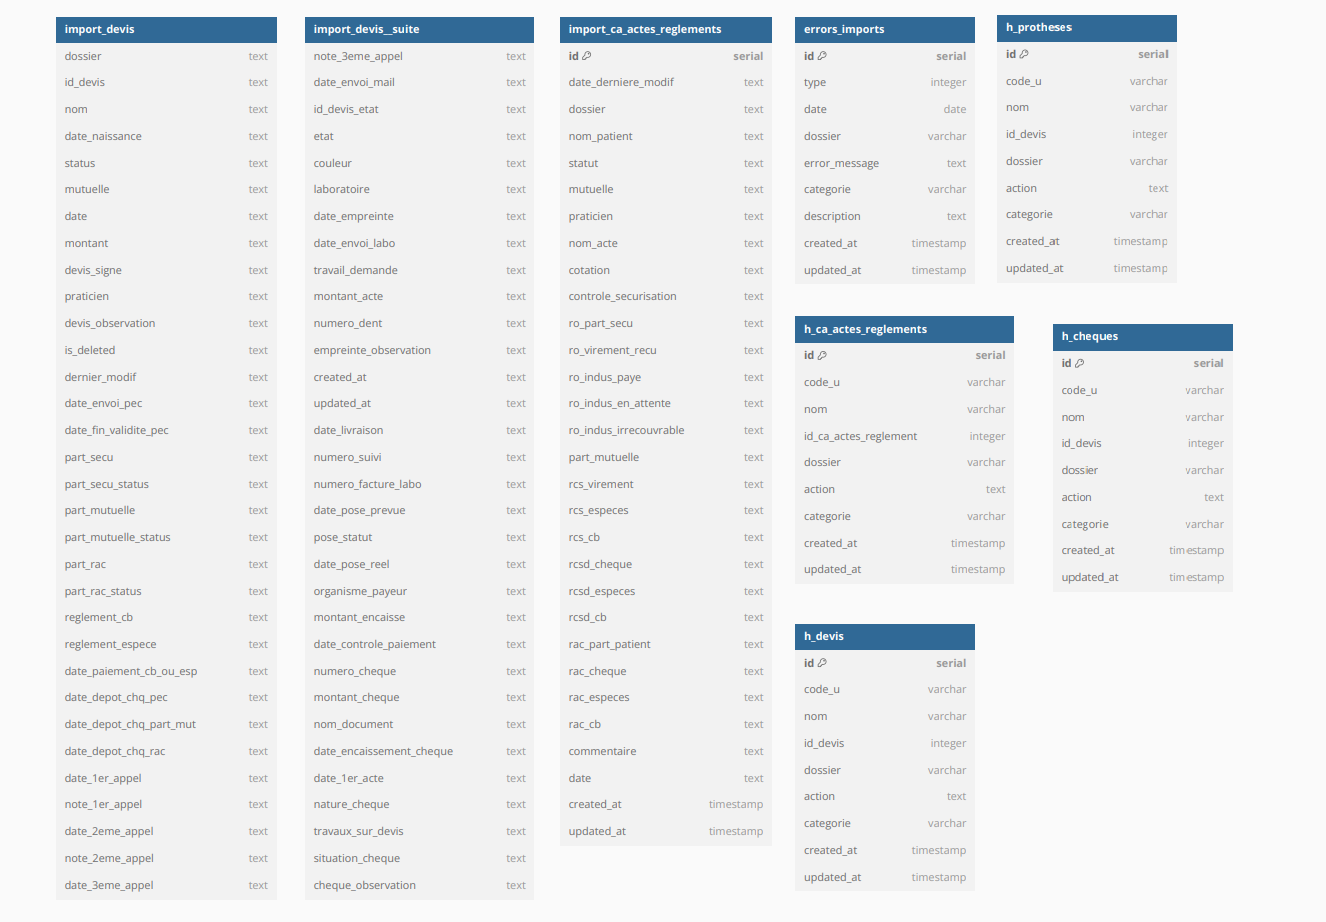 import_devis
dossier text
id_devis text
nom text
date_naissance text
status text
mutuelle text
date text
montant text
devis_signe text
praticien text
devis_observation text
is_deleted text
dernier_modif text
date_envoi_pec text
date_fin_validite_pec text
part_secu text
part_secu_status text
part_mutuelle text
part_mutuelle_status text
part_rac text
part_rac_status text
reglement_cb text
reglement_espece text
date_paiement_cb_ou_esp text
date_depot_chq_pec text
date_depot_chq_part_mut text
date_depot_chq_rac text
date_1er_appel text
note_1er_appel text
date_2eme_appel text
note_2eme_appel text
date_3eme_appel text
import_devis__suite
note_3eme_appel text
date_envoi_mail text
id_devis_etat text
etat text
couleur text
laboratoire text
date_empreinte text
date_envoi_labo text
travail_demande text
montant_acte text
numero_dent text
empreinte_observation text
created_at text
updated_at text
date_livraison text
numero_suivi text
numero_facture_labo text
date_pose_prevue text
pose_statut text
date_pose_reel text
organisme_payeur text
montant_encaisse text
date_controle_paiement text
numero_cheque text
montant_cheque text
nom_document text
date_encaissement_cheque text
date_1er_acte text
nature_cheque text
travaux_sur_devis text
situation_cheque text
cheque_observation text
import_ca_actes_reglements
id serial
date_derniere_modif text
dossier text
nom_patient text
statut text
mutuelle text
praticien text
nom_acte text
cotation text
controle_securisation text
ro_part_secu text
ro_virement_recu text
ro_indus_paye text
ro_indus_en_attente text
ro_indus_irrecouvrable text
part_mutuelle text
rcs_virement text
rcs_especes text
rcs_cb text
rcsd_cheque text
rcsd_especes text
rcsd_cb text
rac_part_patient text
rac_cheque text
rac_especes text
rac_cb text
commentaire text
date text
created_at timestamp
updated_at timestamp
errors_imports
id serial
type integer
date date
dossier varchar
error_message text
categorie varchar
description text
created_at timestamp
updated_at timestamp
h_protheses
id serial
code_u varchar
nom varchar
id_devis integer
dossier varchar
action text
categorie varchar
created_at timestamp
updated_at timestamp
h_ca_actes_reglements
id serial
code_u varchar
nom varchar
id_ca_actes_reglement integer
dossier varchar
action text
categorie varchar
created_at timestamp
updated_at timestamp
h_cheques
id serial
code_u varchar
nom varchar
id_devis integer
dossier varchar
action text
categorie varchar
created_at timestamp
updated_at timestamp
h_devis
id serial
code_u varchar
nom varchar
id_devis integer
dossier varchar
action text
categorie varchar
created_at timestamp
updated_at timestamp